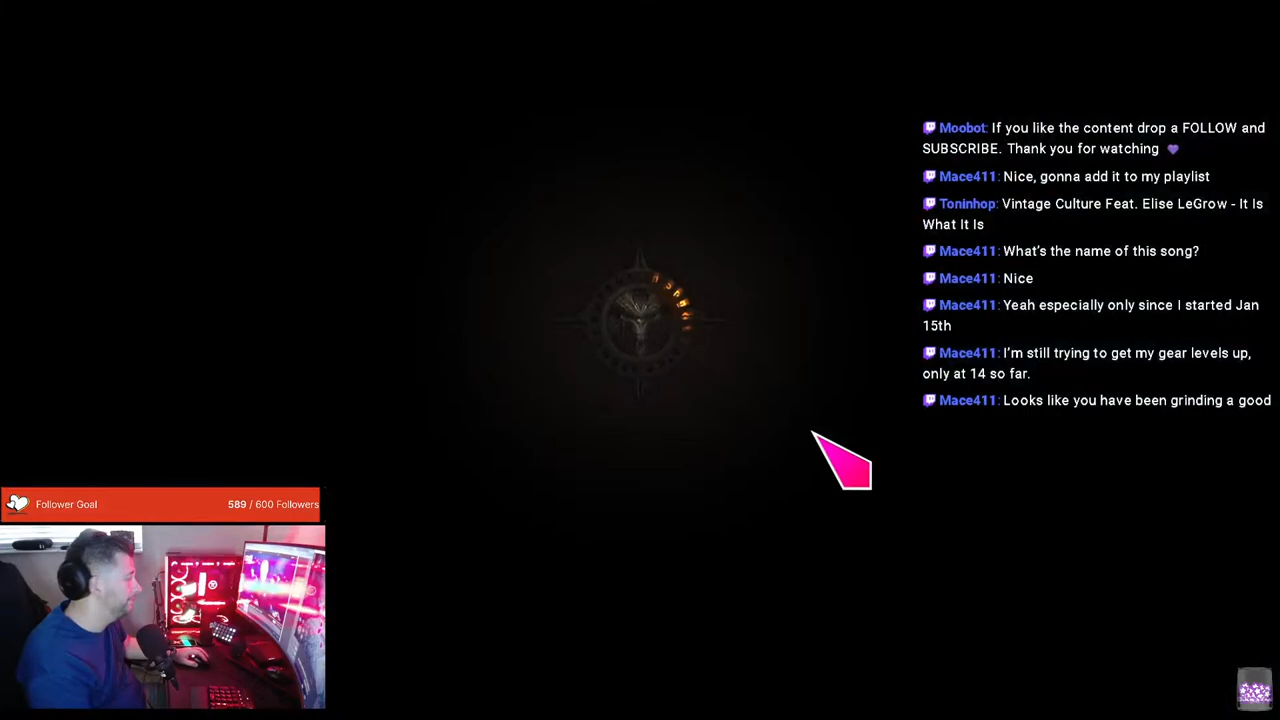 Moobot: If you like the content drop a FOLLOW and
SUBSCRIBE. Thank you for watching
Mace411: Nice, gonna add it to my playlist
Toninhop: Vintage Culture Feat. Elise LeGrow - It Is
What It Is
Mace411: What's the name of this song?
Mace411: Nice
Mace411: Yeah especially only since I started Jan
15th
Mace411: I'm still trying to get my gear levels up,
only at 14 so far.
Mace411: Looks like you have been grinding a good
Follower Goal 589 / 600 Followers